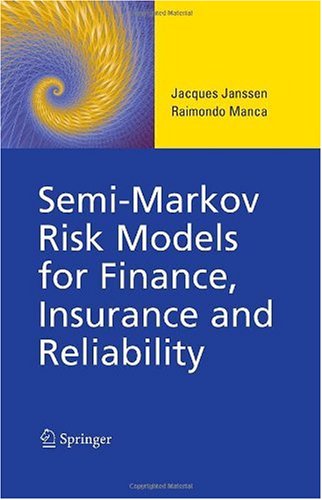 Jacques Janssen
Raimondo Manca
Semi-Markov
Risk Models
for Finance,
Insurance and
Reliability
Springer